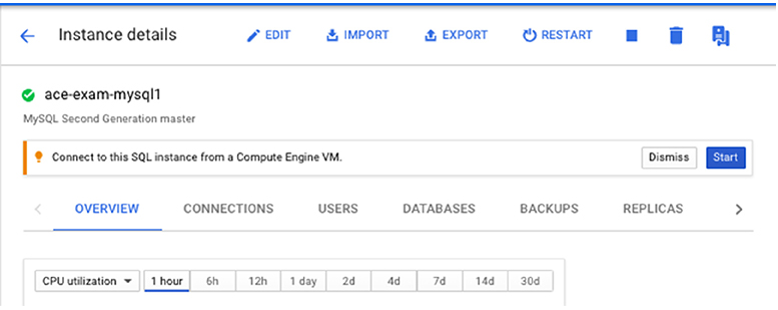 Instance details EDIT IMPORT EXPORT RESTART
ace-exam-mysql1
MySQL Second Generation master
Connect to this SQL instance from a Compute Engine VM. Dismiss Start
OVERVIEW CONNECTIONS USERS DATABASES BACKUPS REPLICAS
CPU utilization 1 hour 6h 12h 1 day 2d 4d 7d 14d 30d